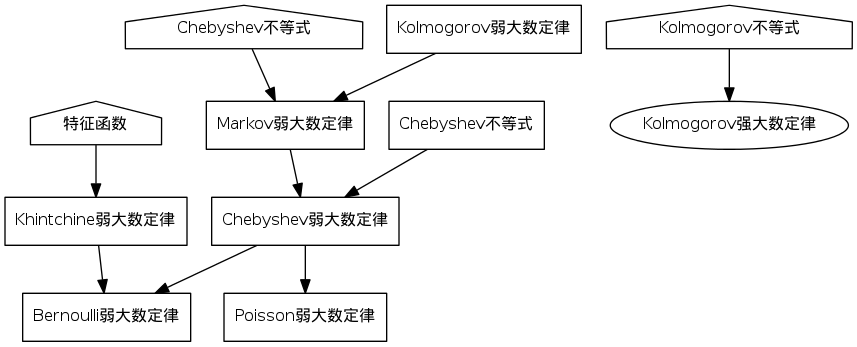 Chebyshev不等式
Kolmogorov弱大数定律
Kolmogorov不等式
特征函数
Markov弱大数定律
Chebyshev不等式
Kolmogorov强大数定律
Khintchine弱大数定律
Chebyshev弱大数定律
Bernoulli弱大数定律
Poisson弱大数定律